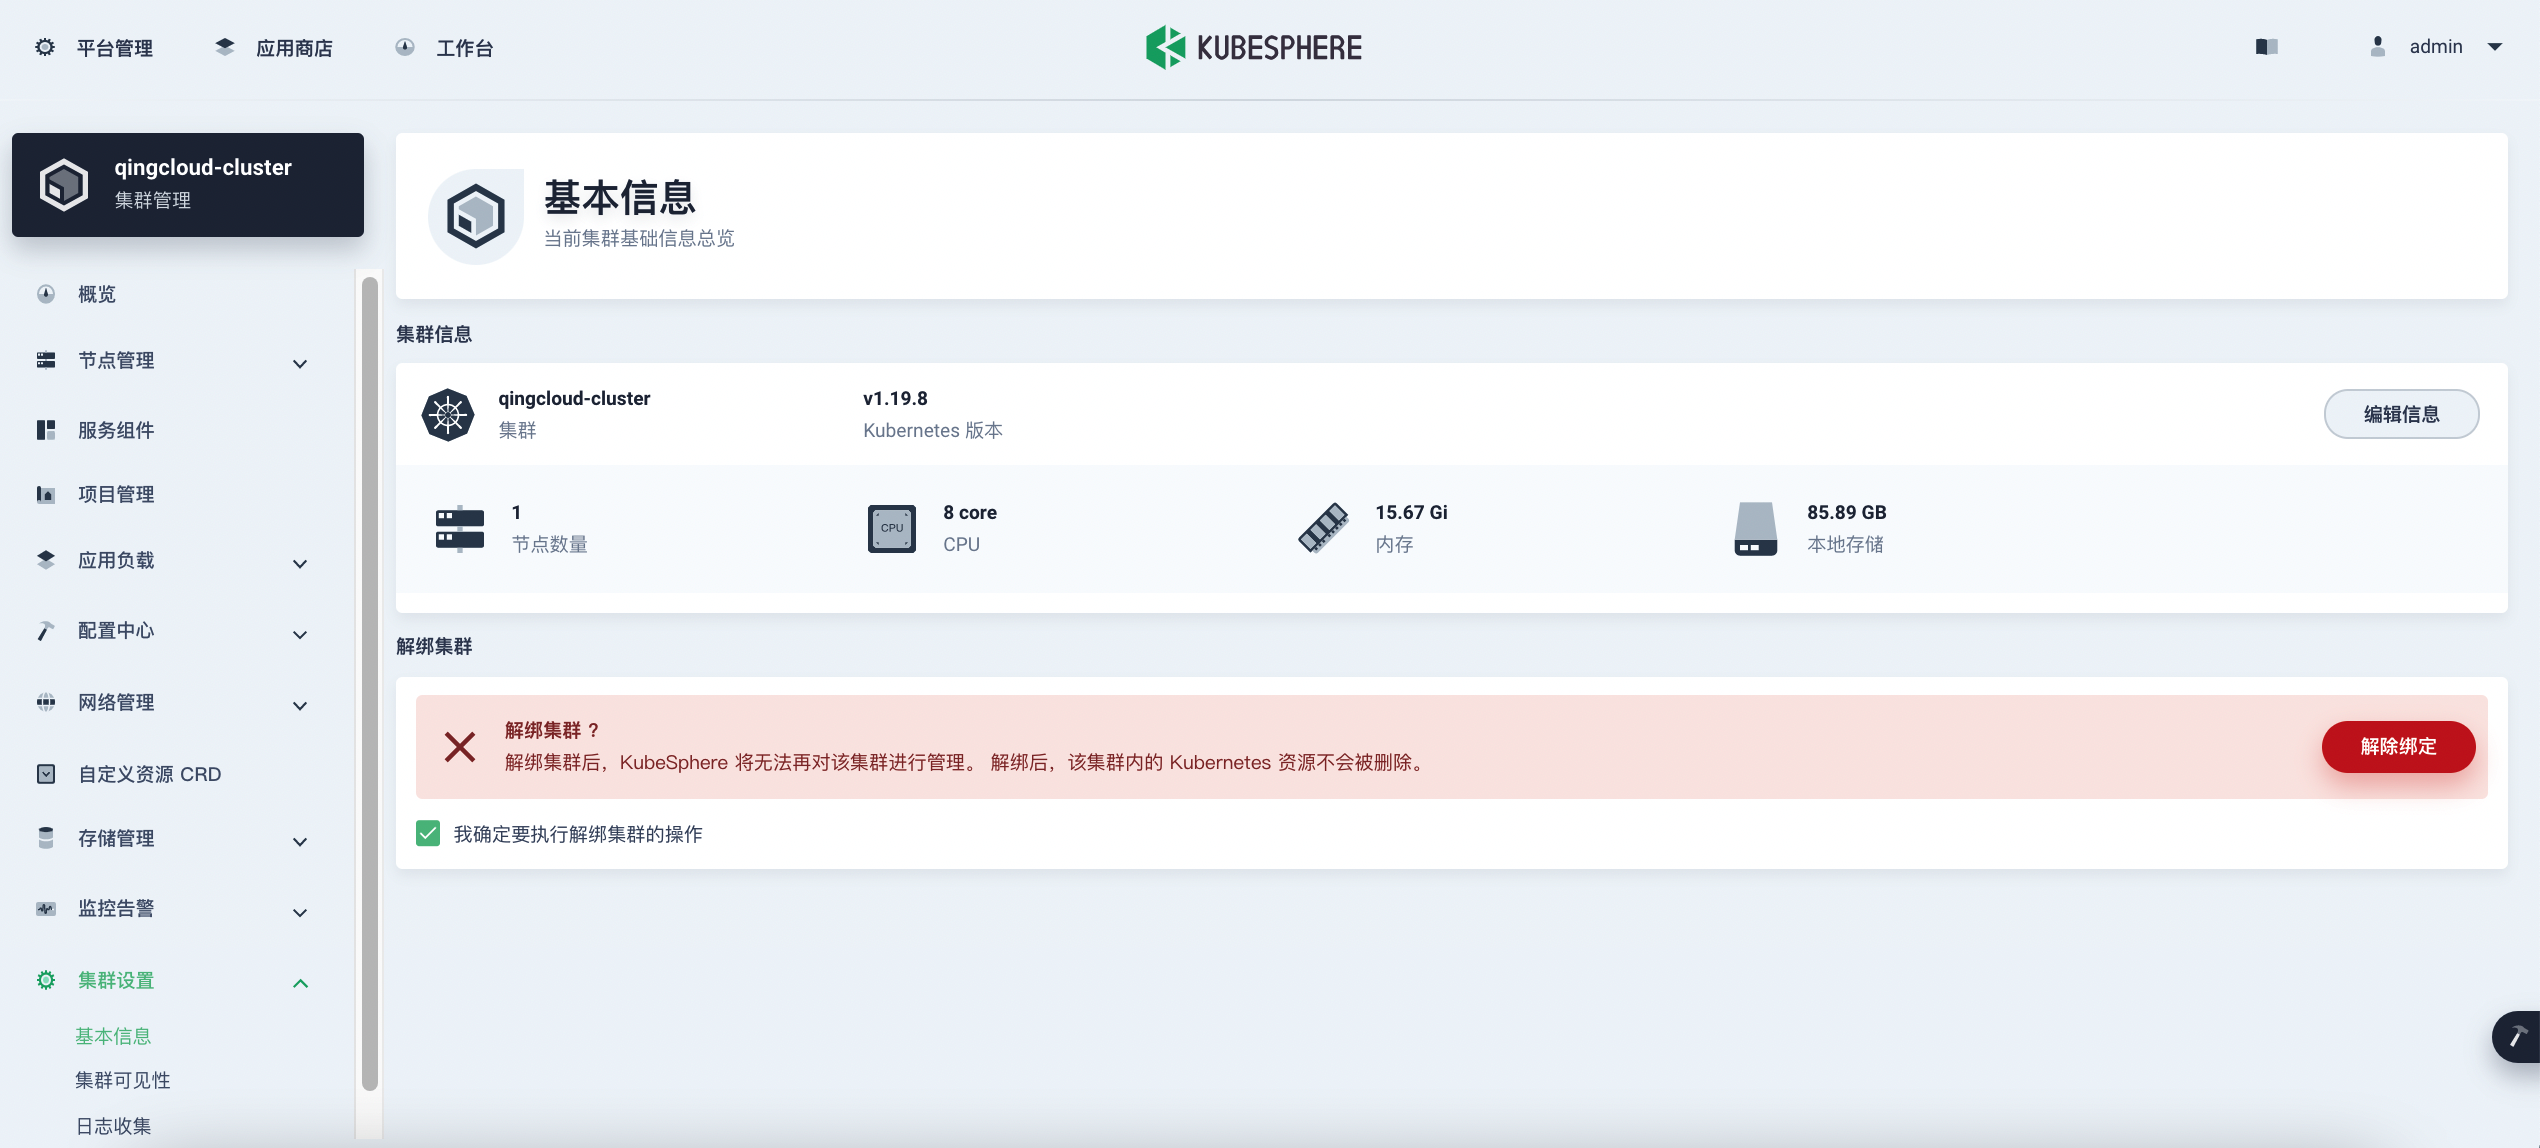 平台管理
应用商店
工作台
KUBESPHERE
admin
qingcloud-cluster
集群管理
概览
节点管理
服务组件
项目管理
应用负载
配置中心
网络管理
自定义资源 CRD
存储管理
监控告警
集群设置
基本信息
集群可见性
日志收集
基本信息
当前集群基础信息总览
集群信息
qingcloud-cluster
集群
v1.19.8
Kubernetes 版本
编辑信息
1
节点数量
CPU
8 core
CPU
15.67 Gi
内存
85.89 GB
本地存储
解绑集群
解绑集群？
解绑集群后，KubeSphere 将无法再对该集群进行管理。 解绑后，该集群内的 Kubernetes 资源不会被删除。
解除绑定
我确定要执行解绑集群的操作